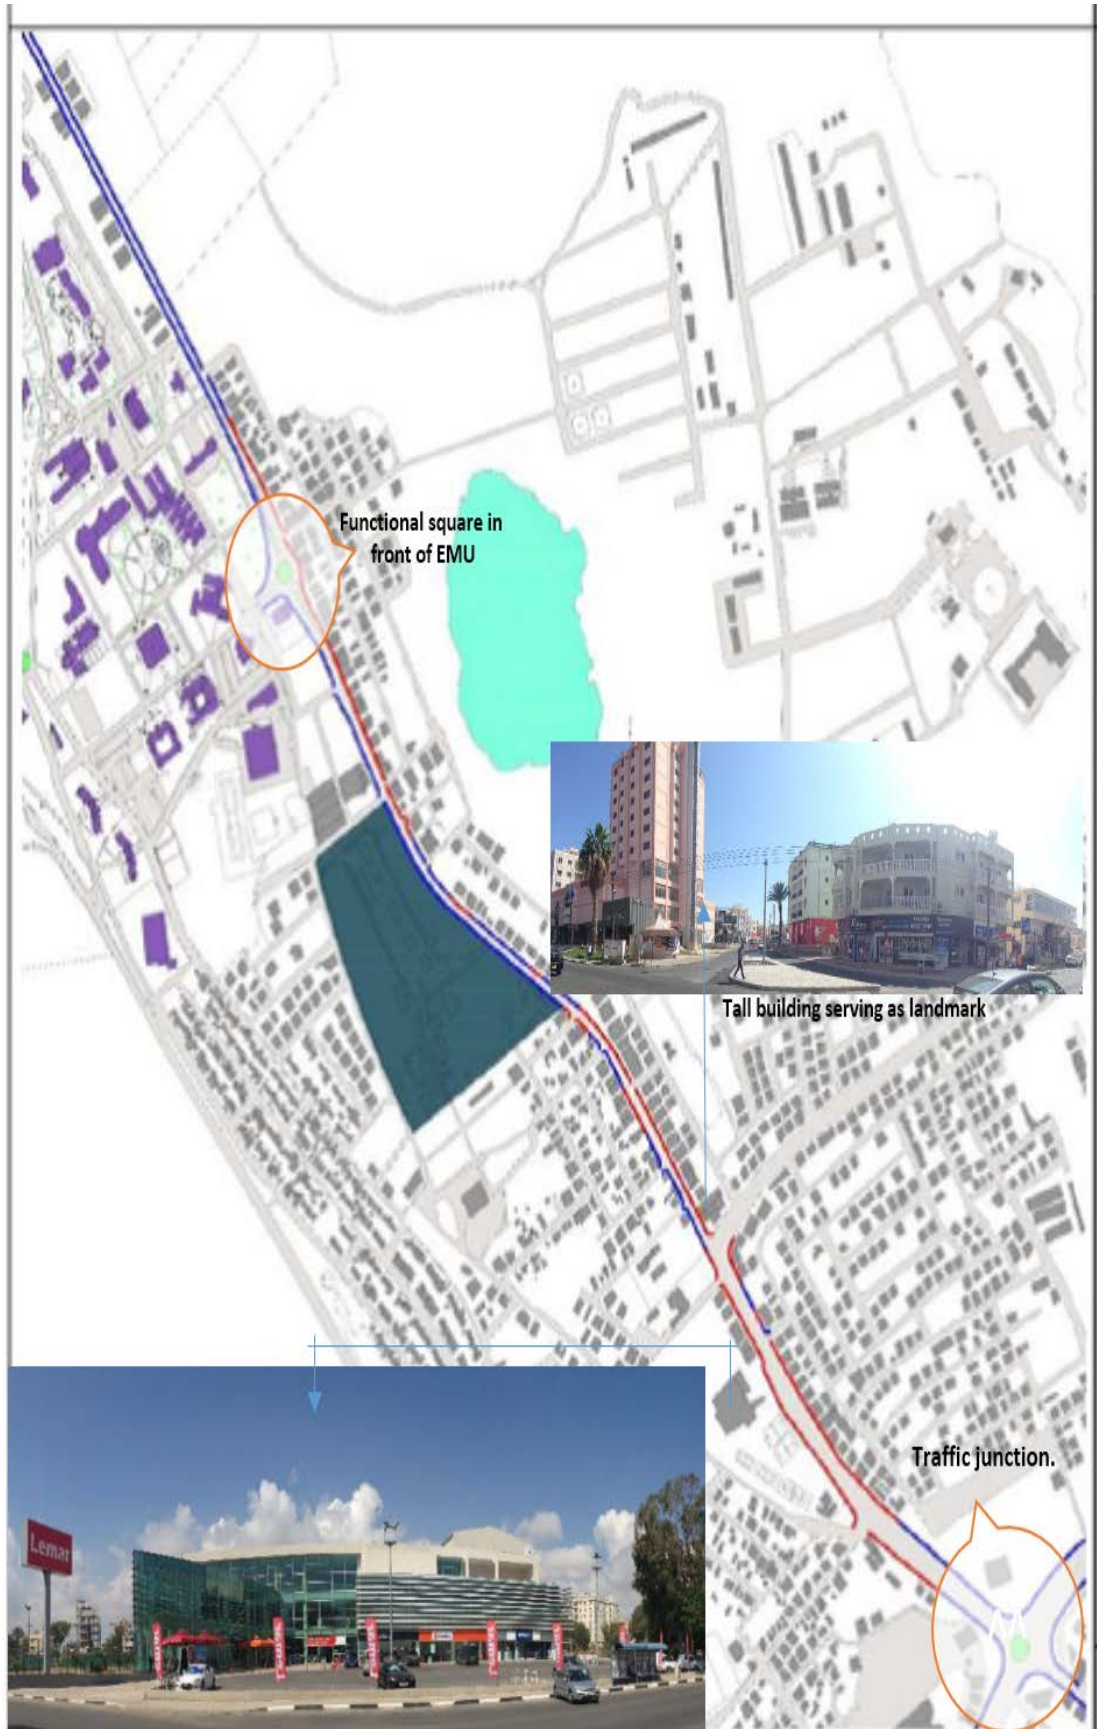 Functional square in
front of EMU
Tall building serving as landmark
Traffic junction.
Lemar